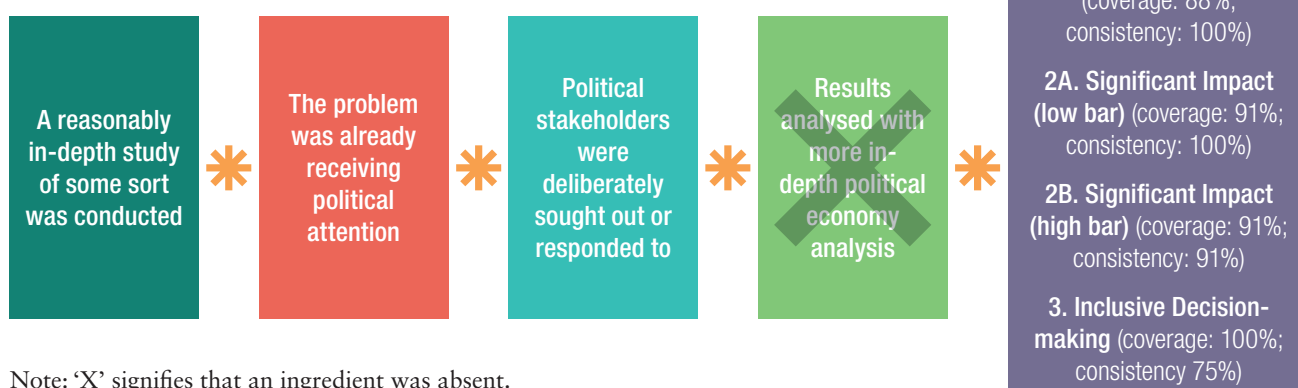 A reasonably
in-depth study
of some sort
was conducted
The problem
was already
receiving
political
attention
Political
stakeholders
were
deliberately
sought out or
responded to
Results
analysed with
more in-
depth political
economy
analysis
(coverage: 88%;
consistency: 100%)
2A. Significant Impact
(low bar) (coverage: 91%;
consistency: 100%)
2B. Significant Impact
(high bar) (coverage: 91%;
consistency: 91%)
3. Inclusive Decision-
making (coverage: 100%;
consistency 75%)
Note: ‘X’ signifies that an ingredient was absent.